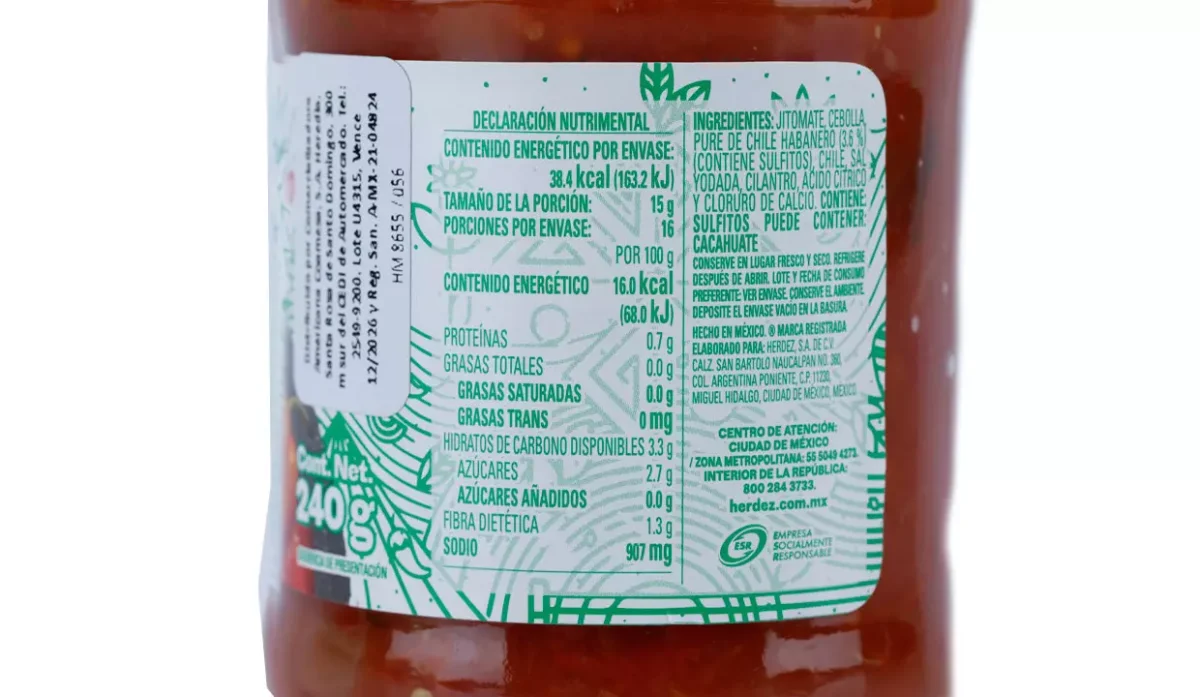 Distribuido por Comercializadora
Americana Comesa, S.A. Heredia,
Santa Rosa de Santo Domingo, 300
m sur del CEDI de Automercado. Tel.:
2549-9200. Lote U4315, Vence
12/2026 y Reg. San. A-MX-21-04824
HM 8655 / 056
Cont. Net.
240 g
DECLARACIÓN NUTRIMENTAL
CONTENIDO ENERGÉTICO POR ENVASE:
38.4 kcal (163.2 kJ)
TAMAÑO DE LA PORCIÓN: 15 g
PORCIONES POR ENVASE: 16
POR 100 g
CONTENIDO ENERGÉTICO 16.0 kcal
(68.0 kJ)
PROTEÍNAS 0.7 g
GRASAS TOTALES 0.0 g
GRASAS SATURADAS 0.0 g
GRASAS TRANS 0 mg
HIDRATOS DE CARBONO DISPONIBLES 3.3 g
AZÚCARES 2.7 g
AZÚCARES AÑADIDOS 0.0 g
FIBRA DIETÉTICA 1.3 g
SODIO 907 mg
INGREDIENTES: JITOMATE, CEBOLLA,
PURE DE CHILE HABANERO (3.6 %)
(CONTIENE SULFITOS), CHILE, SAL
YODADA, CILANTRO, ÁCIDO CÍTRICO
Y CLORURO DE CALCIO. CONTIENE:
SULFITOS PUEDE CONTENER:
CACAHUATE
CONSERVE EN LUGAR FRESCO Y SECO. REFRIGERE
DESPUÉS DE ABRIR. LOTE Y FECHA DE CONSUMO
PREFERENTE: VER ENVASE. CONSERVE EL AMBIENTE.
DEPOSITE EL ENVASE VACÍO EN LA BASURA
HECHO EN MÉXICO. ® MARCA REGISTRADA
ELABORADO PARA: HERDEZ, S.A. DE C.V.
CALZ. SAN BARTOLO NAUCALPAN NO. 360,
COL. ARGENTINA PONIENTE, C.P. 11230,
MIGUEL HIDALGO, CIUDAD DE MÉXICO, MÉXICO
CENTRO DE ATENCIÓN:
CIUDAD DE MÉXICO
/ ZONA METROPOLITANA: 55 5049 4273.
INTERIOR DE LA REPÚBLICA:
800 284 3733.
herdez.com.mx
ESR
EMPRESA
SOCIALMENTE
RESPONSABLE